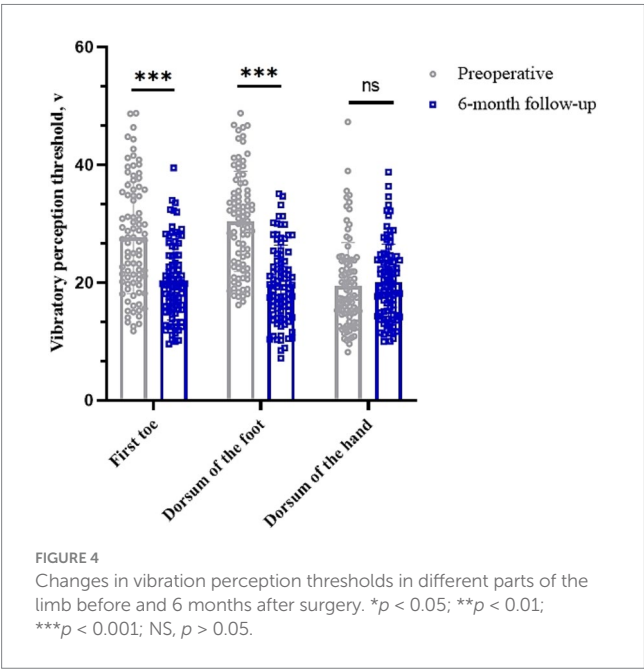 Vibratory perception threshold, v
60
40
20
0
***
***
ns
Preoperative
6-month follow-up
First toe
Dorsum of the foot
Dorsum of the hand
FIGURE 4
Changes in vibration perception thresholds in different parts of the
limb before and 6 months after surgery. *p < 0.05; **p < 0.01;
***p < 0.001; NS, p > 0.05.